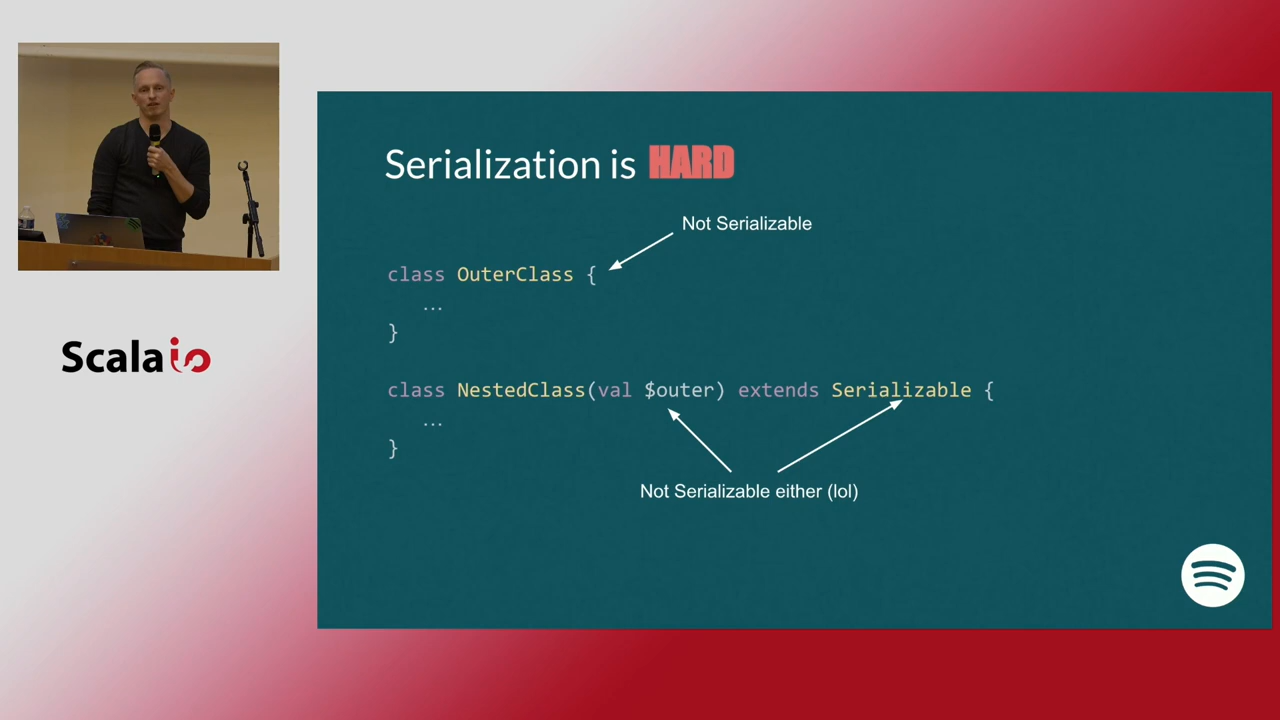 Serialization is HARD
Not Serializable
class OuterClass {
...
}
class NestedClass(val $outer) extends Serializable {
...
}
Not Serializable either (lol)
Scala io